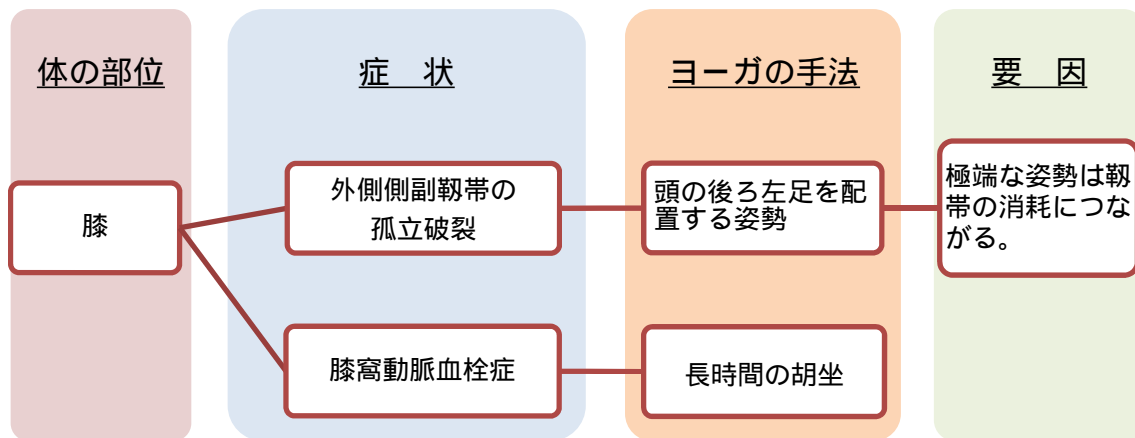 体の部位
症　状
ヨーガの手法
要　因
膝
外側側副靱帯の
孤立破裂
頭の後ろ左足を配
置する姿勢
極端な姿勢は靱
帯の消耗につな
がる。
膝窩動脈血栓症
長時間の胡坐